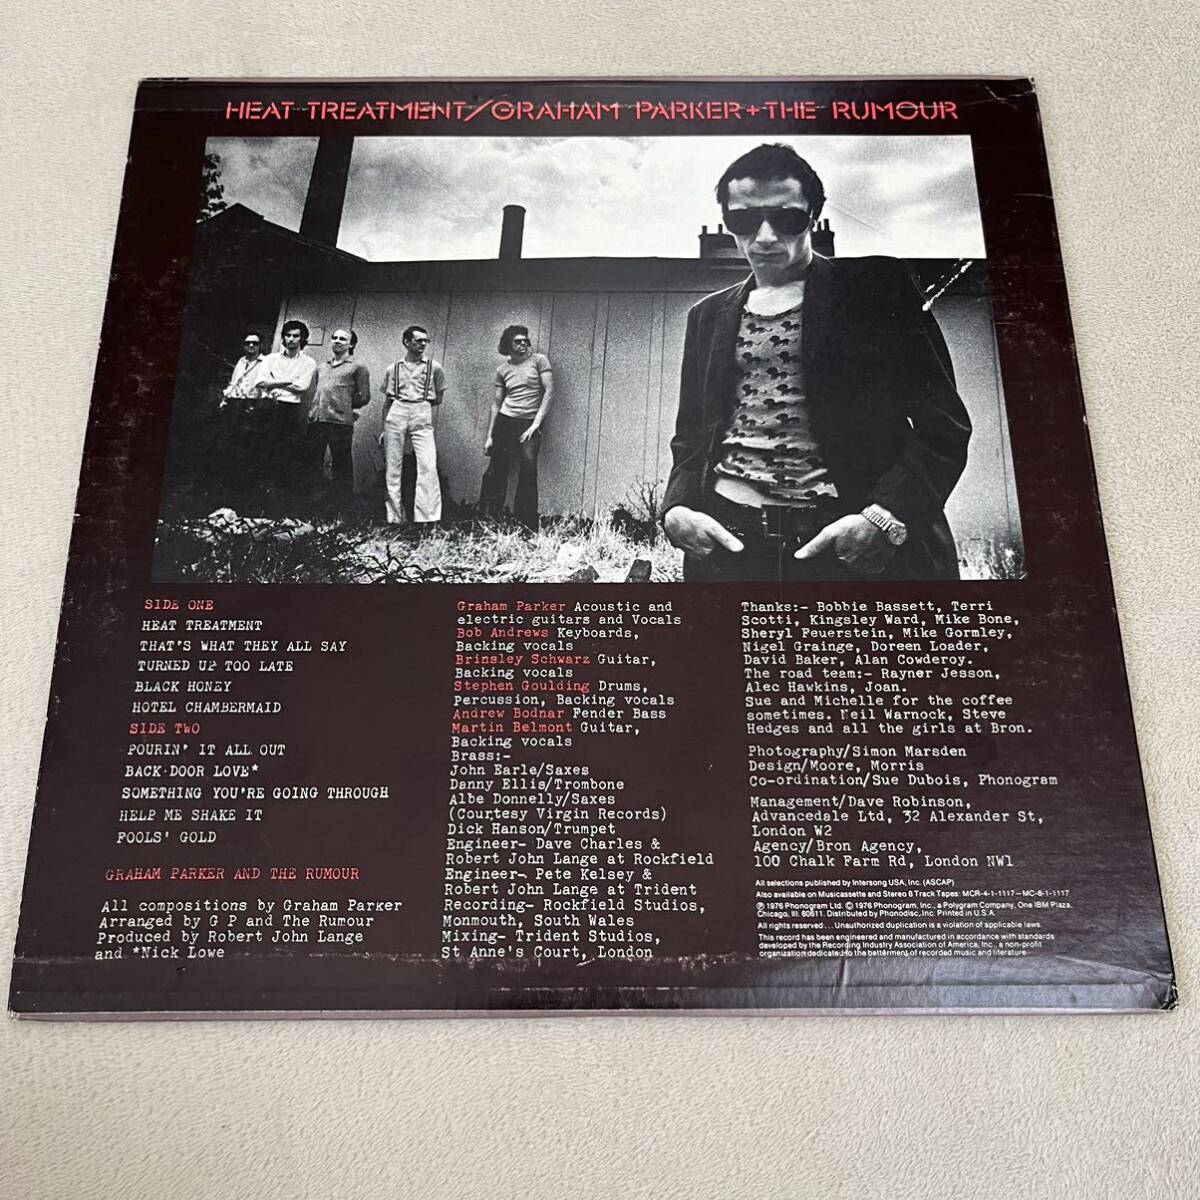 HEAT TREATMENT/GRAHAM PARKER+THE RUMOUR
SIDE ONE
HEAT TREATMENT
THAT'S WHAT THEY ALL SAY
TURNED UP TOO LATE
BLACK HONEY
HOTEL CHAMBERMAID
SIDE TWO
POURIN' IT ALL OUT
BACK DOOR LOVE*
SOMETHING YOU'RE GOING THROUGH
HELP ME SHAKE IT
FOOLS' GOLD
GRAHAM PARKER AND THE RUMOUR
All compositions by Graham Parker
Arranged by G P and The Rumour
Produced by Robert John Lange
and *Nick Lowe
Graham Parker Acoustic and
electric guitars and Vocals
Bob Andrews Keyboards,
Backing vocals
Brinsley Schwarz Guitar,
Backing vocals
Stephen Goulding Drums,
Percussion, Backing vocals
Andrew Bodnar Fender Bass
Martin Belmont Guitar,
Backing vocals
Brass:-
John Earle/Saxes
Danny Ellis/Trombone
Albe Donnelly/Saxes
(Courtesy Virgin Records)
Dick Hanson/Trumpet
Engineer- Dave Charles &
Robert John Lange at Rockfield
Engineer- Pete Kelsey &
Robert John Lange at Trident
Recording- Rockfield Studios,
Monmouth, South Wales
Mixing- Trident Studios,
St Anne's Court, London
Thanks:- Bobbie Bassett, Terri
Scotti, Kingsley Ward, Mike Bone,
Sheryl Feuerstein, Mike Gormley,
Nigel Grainge, Doreen Loader,
David Baker, Alan Cowderoy.
The road team:- Rayner Jesson,
Alec Hawkins, Joan.
Sue and Michelle for the coffee
sometimes. Neil Warnock, Steve
Hedges and all the girls at Bron.
Photography/Simon Marsden
Design/Moore, Morris
Co-ordination/Sue Dubois, Phonogram
Management/Dave Robinson,
Advancedale Ltd, 32 Alexander St,
London W2
Agency/Bron Agency,
100 Chalk Farm Rd, London NW1
All selections published by Intersong USA, Inc. (ASCAP)
Also available on Musicassette and Stereo 8 Track Tapes: MCR-4-1-1117—MC-8-1-1117
℗ 1976 Phonogram Ltd. © 1976 Phonogram, Inc., a Polygram Company, One IBM Plaza,
Chicago, Ill. 60611. Distributed by Phonodisc, Inc. Printed in U.S.A.
All rights reserved... Unauthorized duplication is a violation of applicable laws.
This record has been engineered and manufactured in accordance with standards
developed by the Recording Industry Association of America, Inc., a non-profit
organization dedicated to the betterment of recorded music and literature.